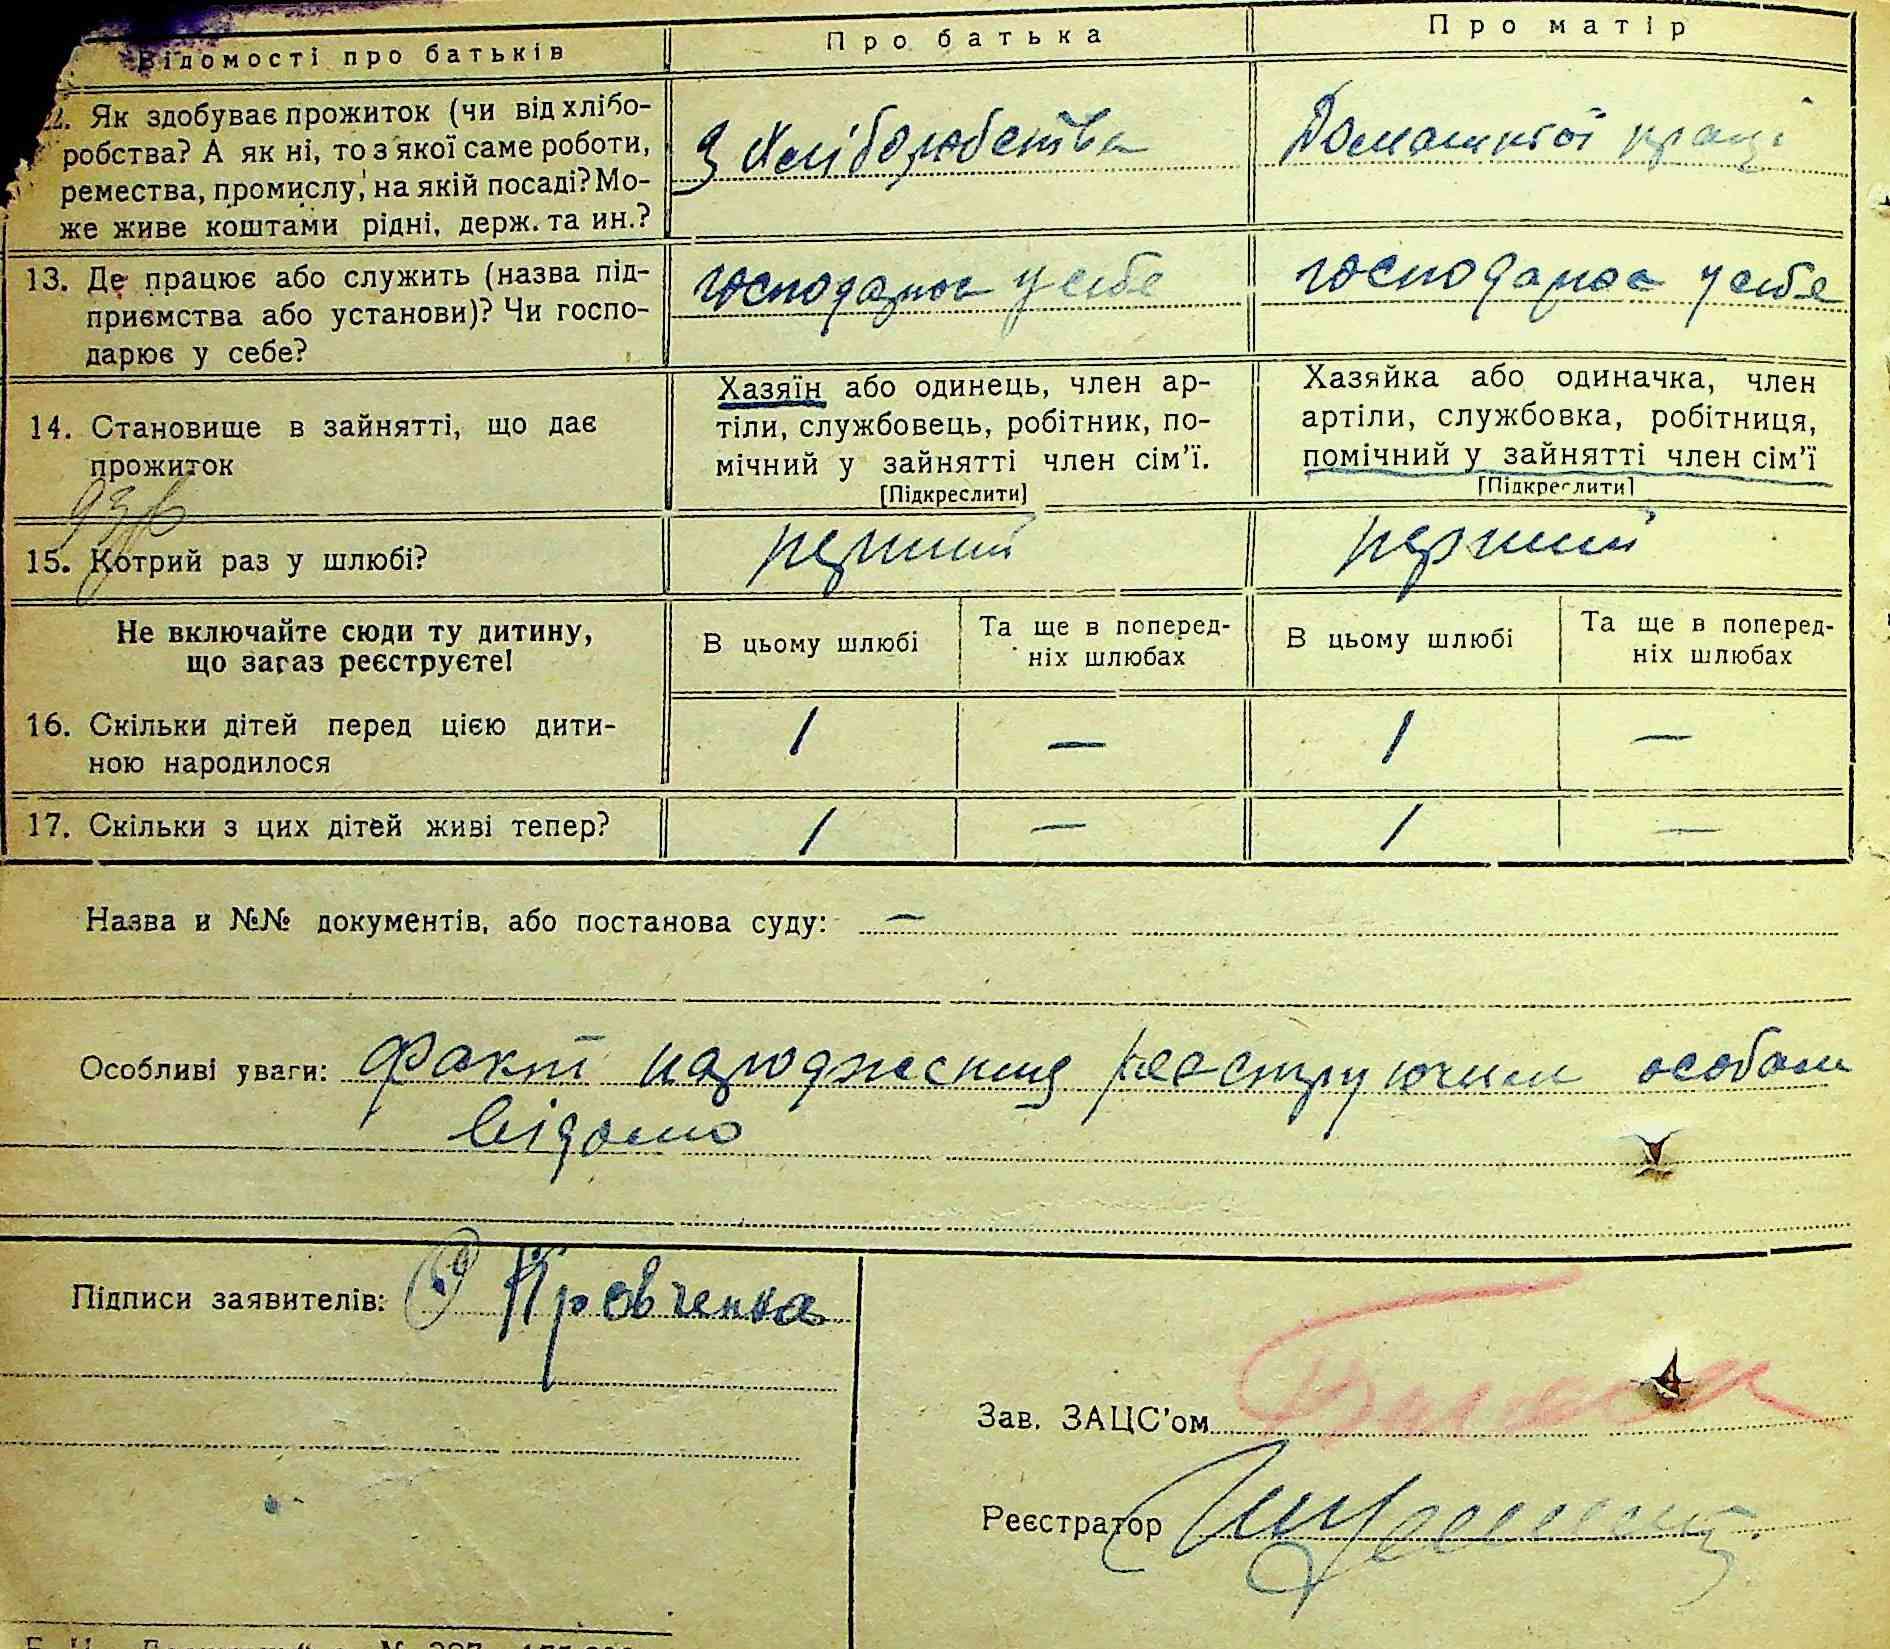 Відомості про батьків
Про батька
Про матір
12. Як здобуває прожиток (чи від хлібо-
робства? А як ні, то з якої саме роботи,
ремества, промислу, на якій посаді? Мо-
же живе коштами рідні, держ. та ин.?
З хліборобства
Домашньої праці
13. Де працює або служить (назва під-
приємства або установи)? Чи госпо-
дарює у себе?
господарює у себе
господарює у себе
14. Становище в зайнятті, що дає
прожиток
Хазяїн або одинець, член ар-
тіли, службовець, робітник, по-
мічний у зайнятті член сім'ї.
[Підкреслити]
Хазяйка або одиначка, член
артіли, службовка, робітниця,
помічний у зайнятті член сім'ї
[Підкреслити]
15. Котрий раз у шлюбі?
перший
перший
Не включайте сюди ту дитину,
що зараз реєструєте!
В цьому шлюбі
Та ще в поперед-
ніх шлюбах
В цьому шлюбі
Та ще в поперед-
ніх шлюбах
16. Скільки дітей перед цією дити-
ною народилося
1 — 1 —
17. Скільки з цих дітей живі тепер?
1 — 1 —
Назва и №№ документів, або постанова суду: —
Особливі уваги: Факт народження реєструючим особам
відомо
Підписи заявителів: Кровченка
Зав. ЗАЦС'ом
Реєстратор